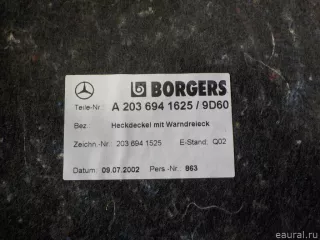 BORGERS
Teile-Nr.: A 203 694 1625 / 9D60
Bez.: Heckdeckel mit Warndreieck
Zeichn.-Nr.: 203 694 1525 E-Stand: Q02
Datum: 09.07.2002 Pers.-Nr.: 863
eaural.ru